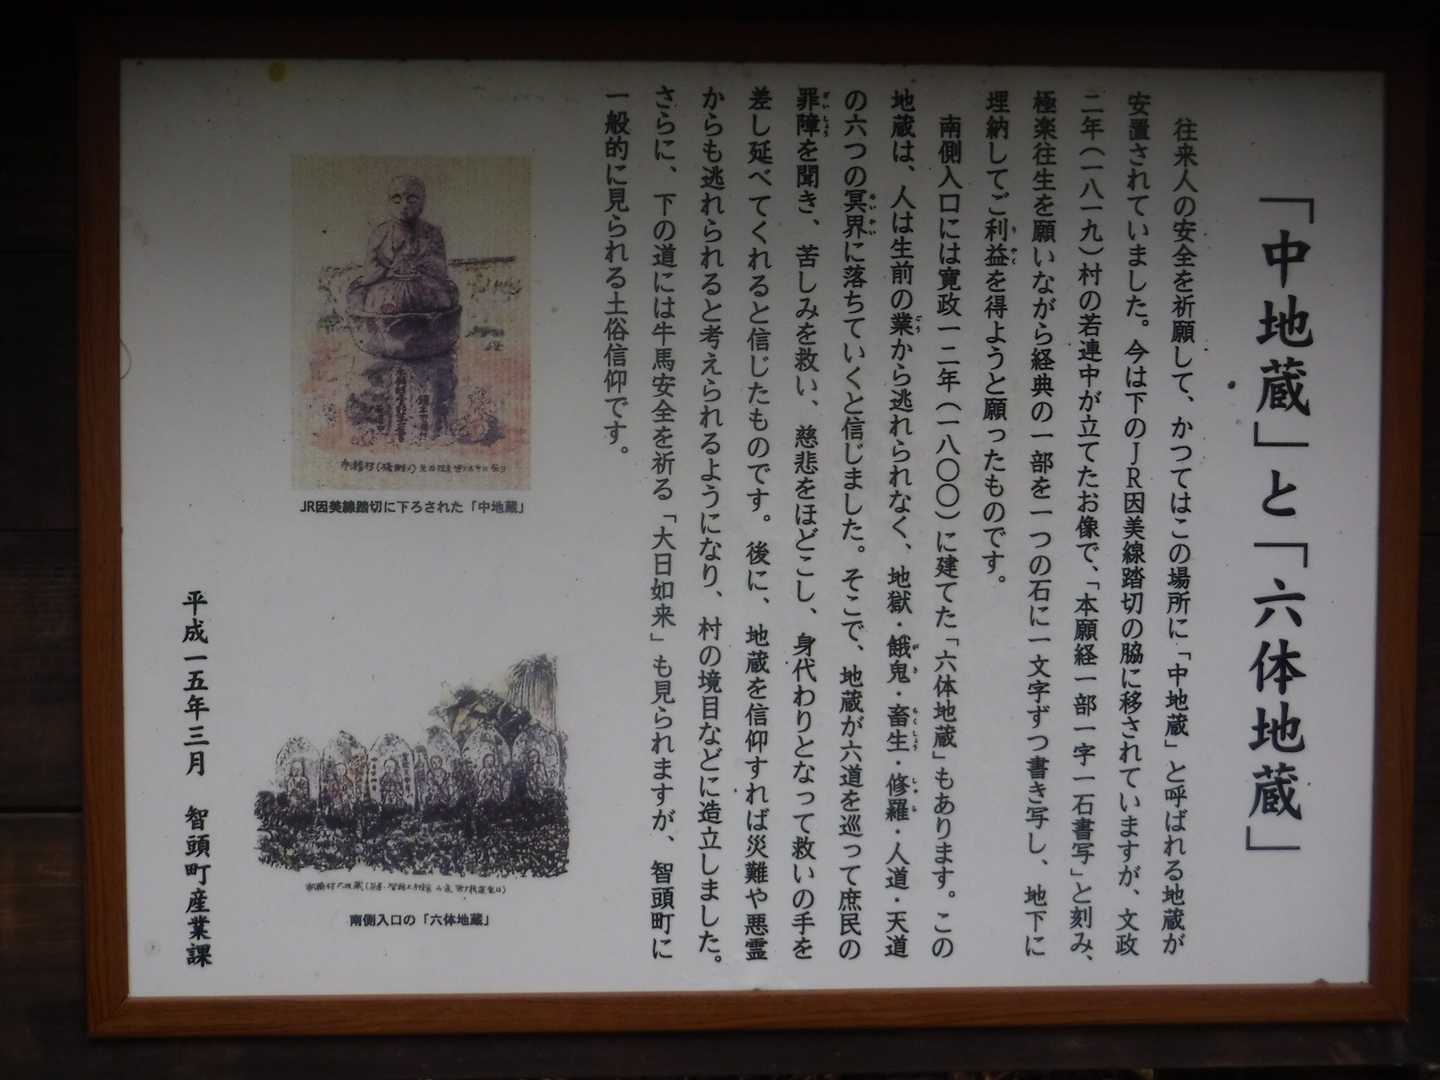 「中地蔵」と「六体地蔵」
往来人の安全を祈願して、かつてはこの場所に「中地蔵」と呼ばれる地蔵が
安置されていました。今は下のJR因美線踏切の脇に移されていますが、文政
二年(一八一九)村の若連中が立てたお像で、「本願経一部一字一石書写」と刻み、
極楽往生を願いながら経典の一部を一つの石に一文字ずつ書き写し、地下に
埋納してご利益を得ようと願ったものです。
南側入口には寛政一二年(一八〇〇)に建てた「六体地蔵」もあります。この
地蔵は、人は生前の業から逃れられなく、地獄・餓鬼・畜生・修羅・人道・天道
の六つの冥界に落ちていくと信じました。そこで、地蔵が六道を巡って庶民の
罪障を聞き、苦しみを救い、慈悲をほどこし、身代わりとなって救いの手を
差し延べてくれると信じたものです。後に、地蔵を信仰すれば災難や悪霊
からも逃れられると考えられるようになり、村の境目などに造立しました。
さらに、下の道には牛馬安全を祈る「大日如来」も見られますが、智頭町に
一般的に見られる土俗信仰です。
JR因美線踏切に下ろされた「中地蔵」
南側入口の「六体地蔵」
平成一五年三月 智頭町産業課